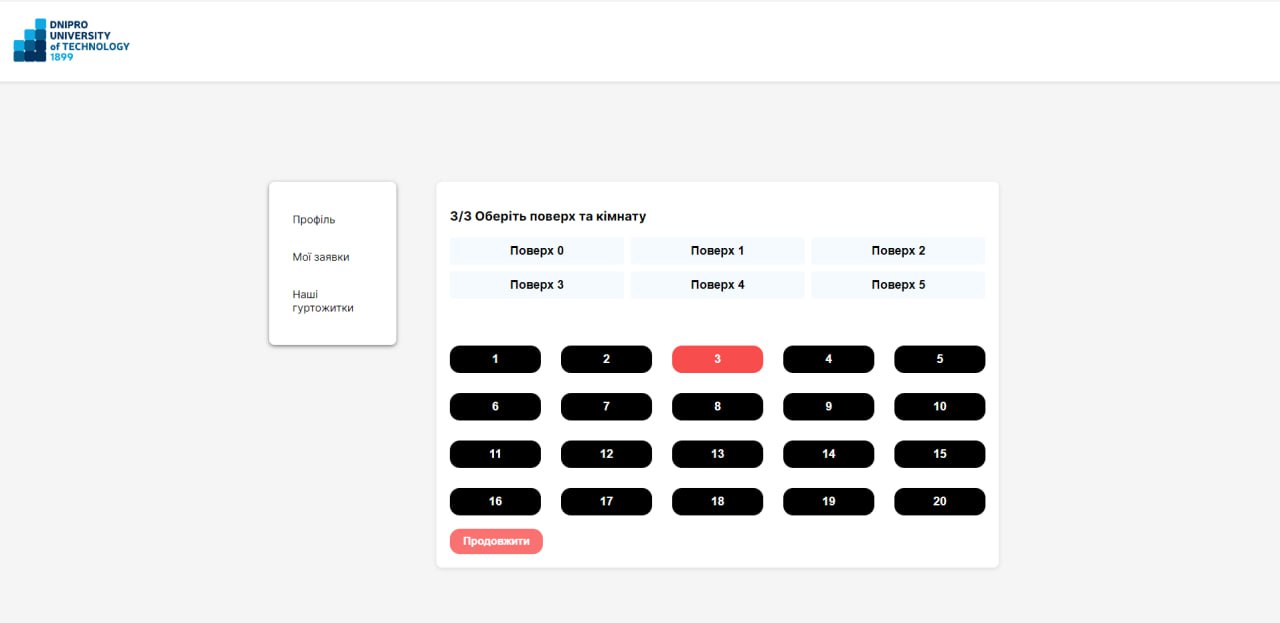 DNIPRO
UNIVERSITY
of TECHNOLOGY
1899
Профіль
Мої заявки
Наші
гуртожитки
3/3 Оберіть поверх та кімнату
Поверх 0 Поверх 1 Поверх 2
Поверх 3 Поверх 4 Поверх 5
1 2 3 4 5
6 7 8 9 10
11 12 13 14 15
16 17 18 19 20
Продовжити